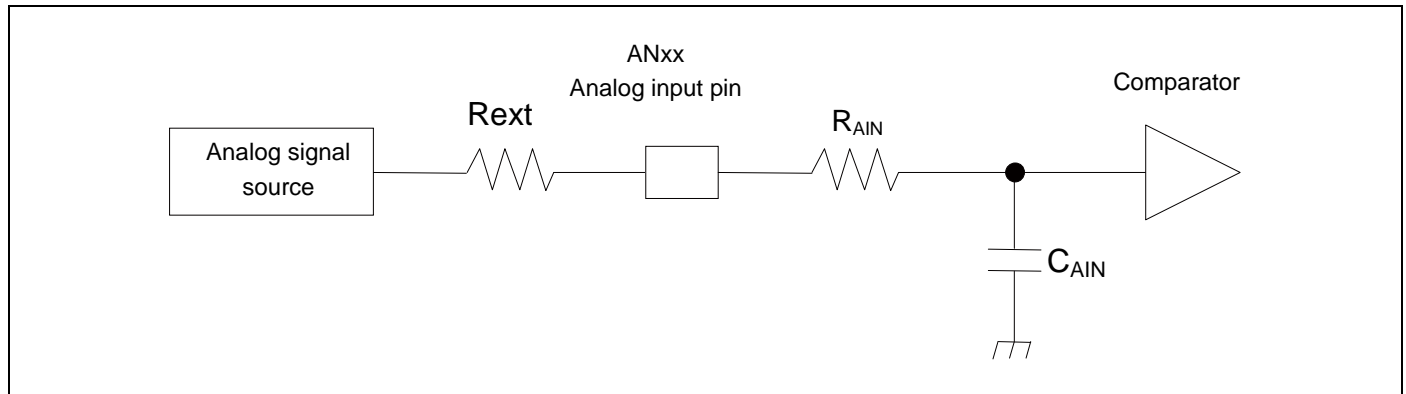 ANxx
Analog input pin
Comparator
Rext
R_AIN
Analog signal
source
C_AIN